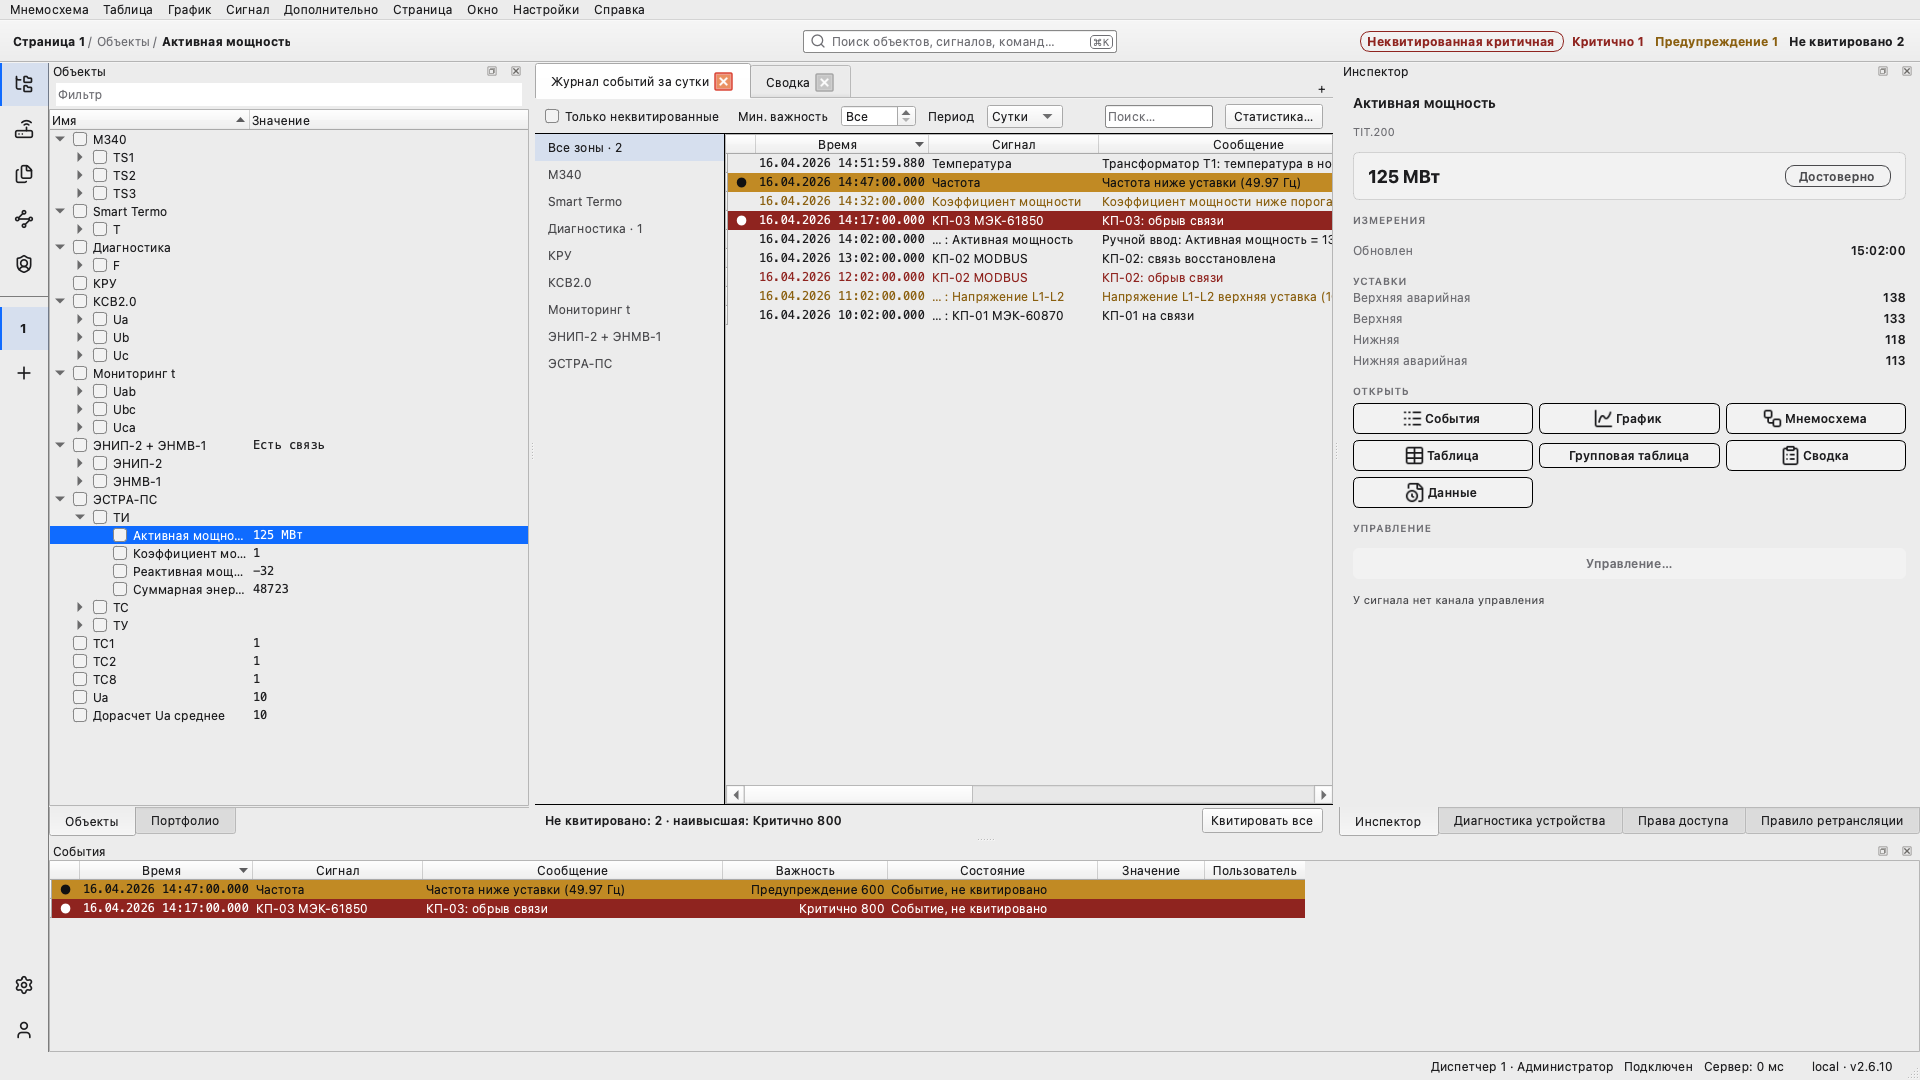 Мнемосхема Таблица График Сигнал Дополнительно Страница Окно Настройки Справка
Страница 1 / Объекты / Активная мощность
Поиск объектов, сигналов, команд... ⌘K
Неквитированная критичная Критично 1 Предупреждение 1 Не квитировано 2
Объекты
Фильтр
Имя Значение
М340
TS1
TS2
TS3
Smart Termo
T
Диагностика
F
КРУ
КСВ2.0
Ua
Ub
Uc
Мониторинг t
Uab
Ubc
Uca
ЭНИП-2 + ЭНМВ-1 Есть связь
ЭНИП-2
ЭНМВ-1
ЭСТРА-ПС
ТИ
Активная мощно... 125 МВт
Коэффициент мо... 1
Реактивная мощ... −32
Суммарная энер... 48723
ТС
ТУ
ТС1 1
ТС2 1
ТС8 1
Ua 10
Дорасчет Ua среднее 10
Объекты Портфолио
1
Журнал событий за сутки Сводка +
Только неквитированные Мин. важность Все Период Сутки Поиск... Статистика...
Все зоны · 2
М340
Smart Termo
Диагностика · 1
КРУ
КСВ2.0
Мониторинг t
ЭНИП-2 + ЭНМВ-1
ЭСТРА-ПС
Время Сигнал Сообщение
16.04.2026 14:51:59.880 Температура Трансформатор Т1: температура в но
16.04.2026 14:47:00.000 Частота Частота ниже уставки (49.97 Гц)
16.04.2026 14:32:00.000 Коэффициент мощности Коэффициент мощности ниже порога
16.04.2026 14:17:00.000 КП-03 МЭК-61850 КП-03: обрыв связи
16.04.2026 14:02:00.000 ... : Активная мощность Ручной ввод: Активная мощность = 13
16.04.2026 13:02:00.000 КП-02 MODBUS КП-02: связь восстановлена
16.04.2026 12:02:00.000 КП-02 MODBUS КП-02: обрыв связи
16.04.2026 11:02:00.000 ... : Напряжение L1-L2 Напряжение L1-L2 верхняя уставка (1
16.04.2026 10:02:00.000 ... : КП-01 МЭК-60870 КП-01 на связи
Не квитировано: 2 · наивысшая: Критично 800 Квитировать все
Инспектор
Активная мощность
TIT.200
125 МВт Достоверно
ИЗМЕРЕНИЯ
Обновлен 15:02:00
УСТАВКИ
Верхняя аварийная 138
Верхняя 133
Нижняя 118
Нижняя аварийная 113
ОТКРЫТЬ
События График Мнемосхема
Таблица Групповая таблица Сводка
Данные
УПРАВЛЕНИЕ
Управление...
У сигнала нет канала управления
Инспектор Диагностика устройства Права доступа Правило ретрансляции
События
Время Сигнал Сообщение Важность Состояние Значение Пользователь
16.04.2026 14:47:00.000 Частота Частота ниже уставки (49.97 Гц) Предупреждение 600 Событие, не квитировано
16.04.2026 14:17:00.000 КП-03 МЭК-61850 КП-03: обрыв связи Критично 800 Событие, не квитировано
Диспетчер 1 · Администратор Подключен Сервер: 0 мс local · v2.6.10